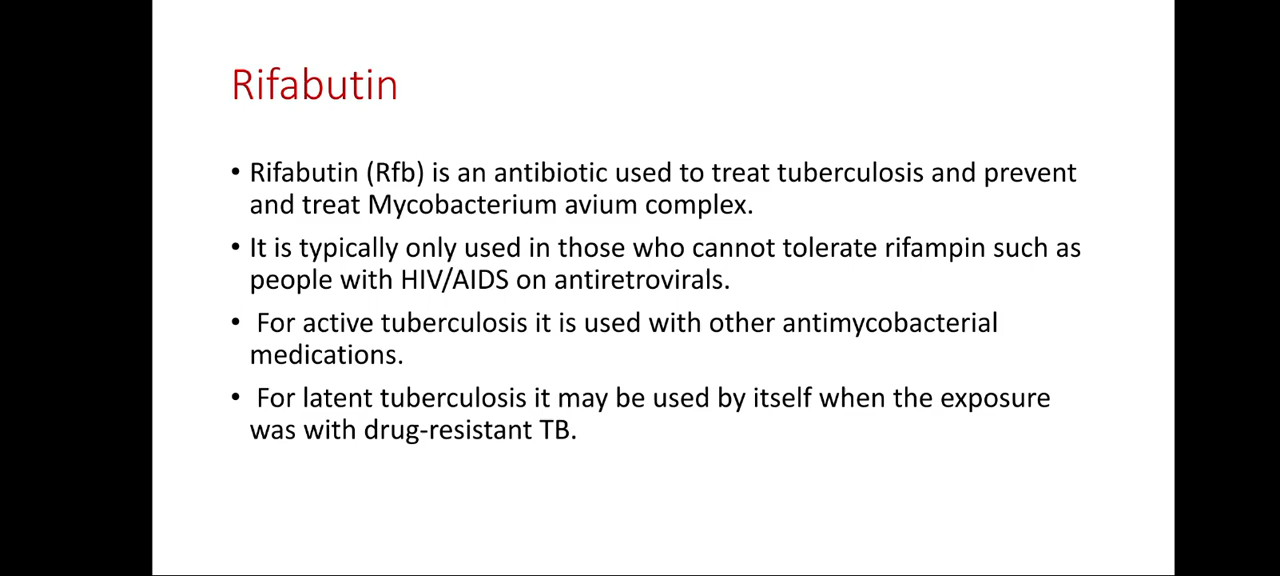 Rifabutin
• Rifabutin (Rfb) is an antibiotic used to treat tuberculosis and prevent
and treat Mycobacterium avium complex.
• It is typically only used in those who cannot tolerate rifampin such as
people with HIV/AIDS on antiretrovirals.
• For active tuberculosis it is used with other antimycobacterial
medications.
• For latent tuberculosis it may be used by itself when the exposure
was with drug-resistant TB.